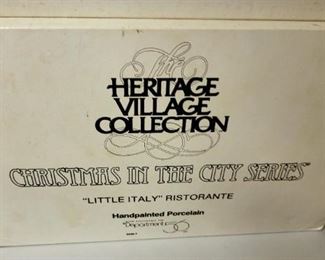 The
HERITAGE
VILLAGE
COLLECTION
CHRISTMAS IN THE CITY SERIES
"LITTLE ITALY" RISTORANTE
Handpainted Porcelain
Department 56